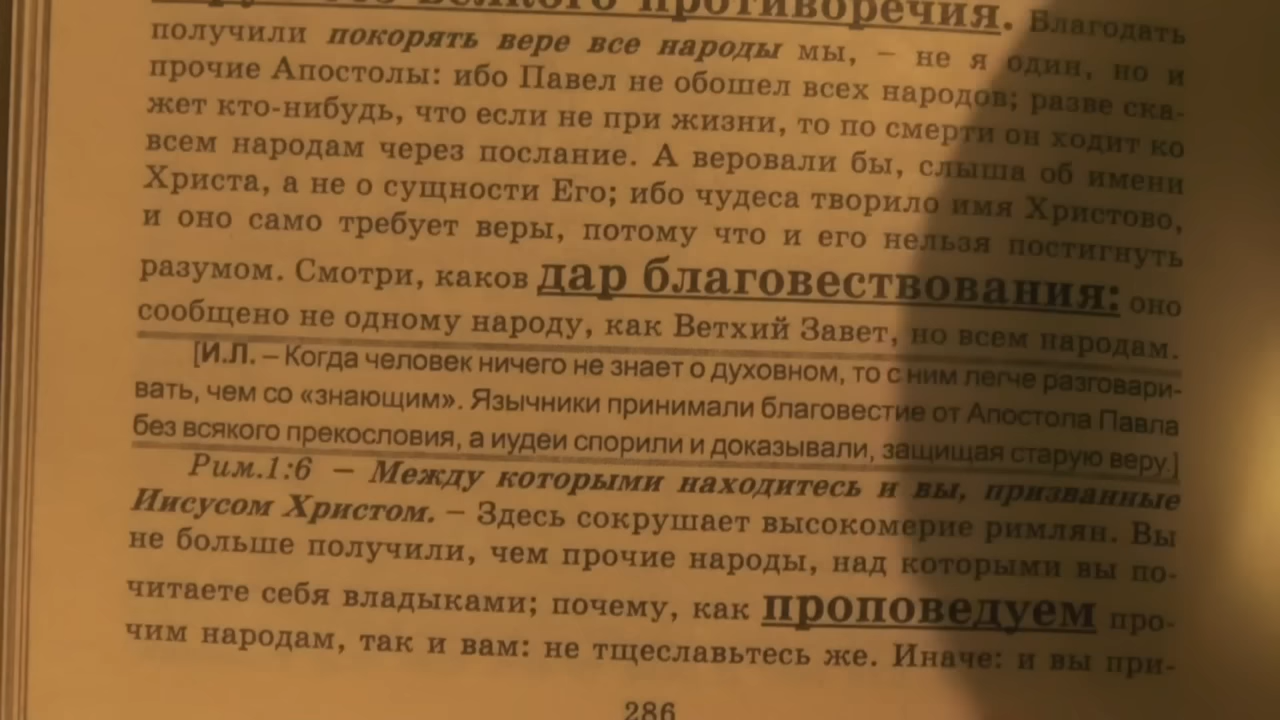 всякого противоречия. Благодать
получили покорять вере все народы мы, – не я один, но и
прочие Апостолы: ибо Павел не обошел всех народов; разве ска-
жет кто-нибудь, что если не при жизни, то по смерти он ходит ко
всем народам через послание. А веровали бы, слыша об имени
Христа, а не о сущности Его; ибо чудеса творило имя Христово,
и оно само требует веры, потому что и его нельзя постигнуть
разумом. Смотри, каков дар благовествования: оно
сообщено не одному народу, как Ветхий Завет, но всем народам.
[И.Л. – Когда человек ничего не знает о духовном, то с ним легче разговари-
вать, чем со «знающим». Язычники принимали благовестие от Апостола Павла
без всякого прекословия, а иудеи спорили и доказывали, защищая старую веру.]
Рим.1:6 – Между которыми находитесь и вы, призванные
Иисусом Христом. – Здесь сокрушает высокомерие римлян. Вы
не больше получили, чем прочие народы, над которыми вы по-
читаете себя владыками; почему, как проповедуем про-
чим народам, так и вам: не тщеславьтесь же. Иначе: и вы при-
286